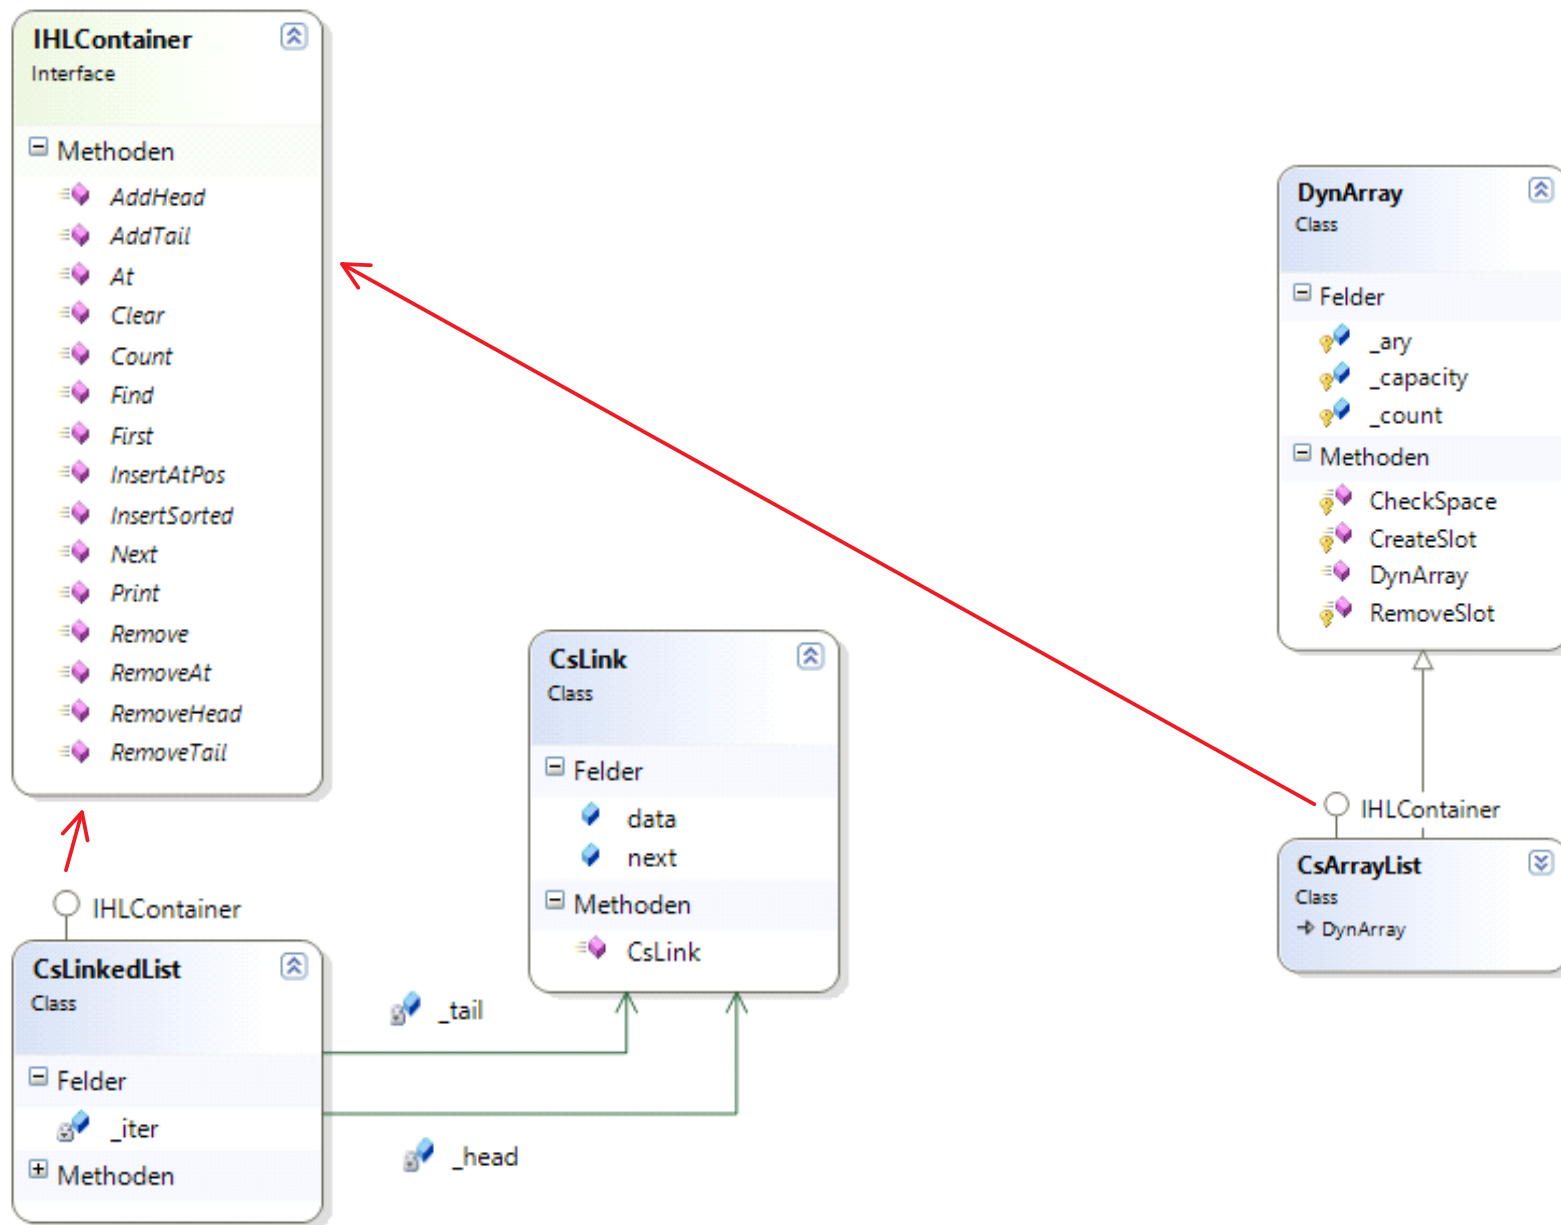 IHLContainer
Interface
Methoden
AddHead
AddTail
At
Clear
Count
Find
First
InsertAtPos
InsertSorted
Next
Print
Remove
RemoveAt
RemoveHead
RemoveTail
DynArray
Class
Felder
_ary
_capacity
_count
Methoden
CheckSpace
CreateSlot
DynArray
RemoveSlot
CsLink
Class
Felder
data
next
Methoden
CsLink
IHLContainer
CsArrayList
Class
DynArray
IHLContainer
CsLinkedList
Class
Felder
_iter
Methoden
_tail
_head